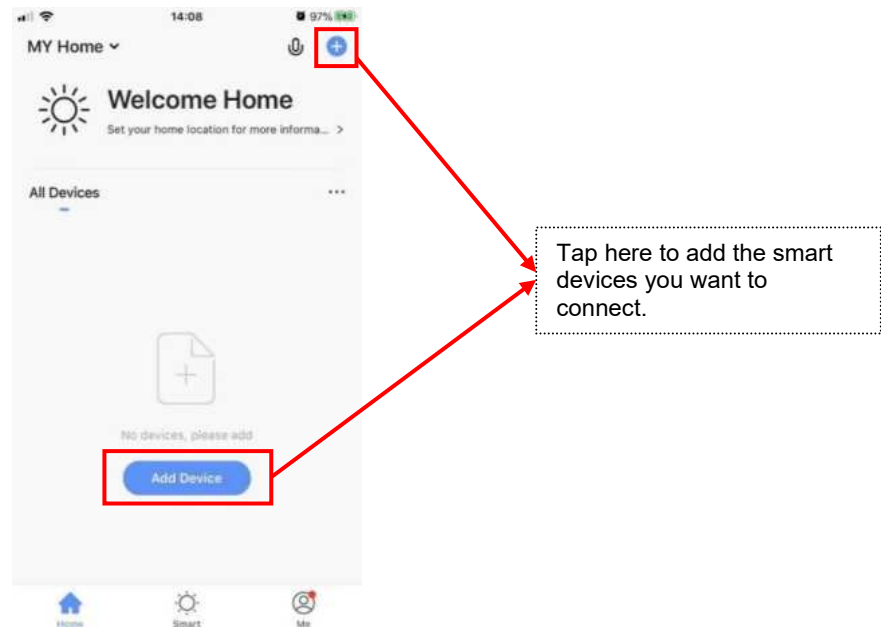 14:08 97%
MY Home
Welcome Home
Set your home location for more informa... >
All Devices ...
Tap here to add the smart
devices you want to
connect.
No devices, please add
Add Device
Home Smart Me